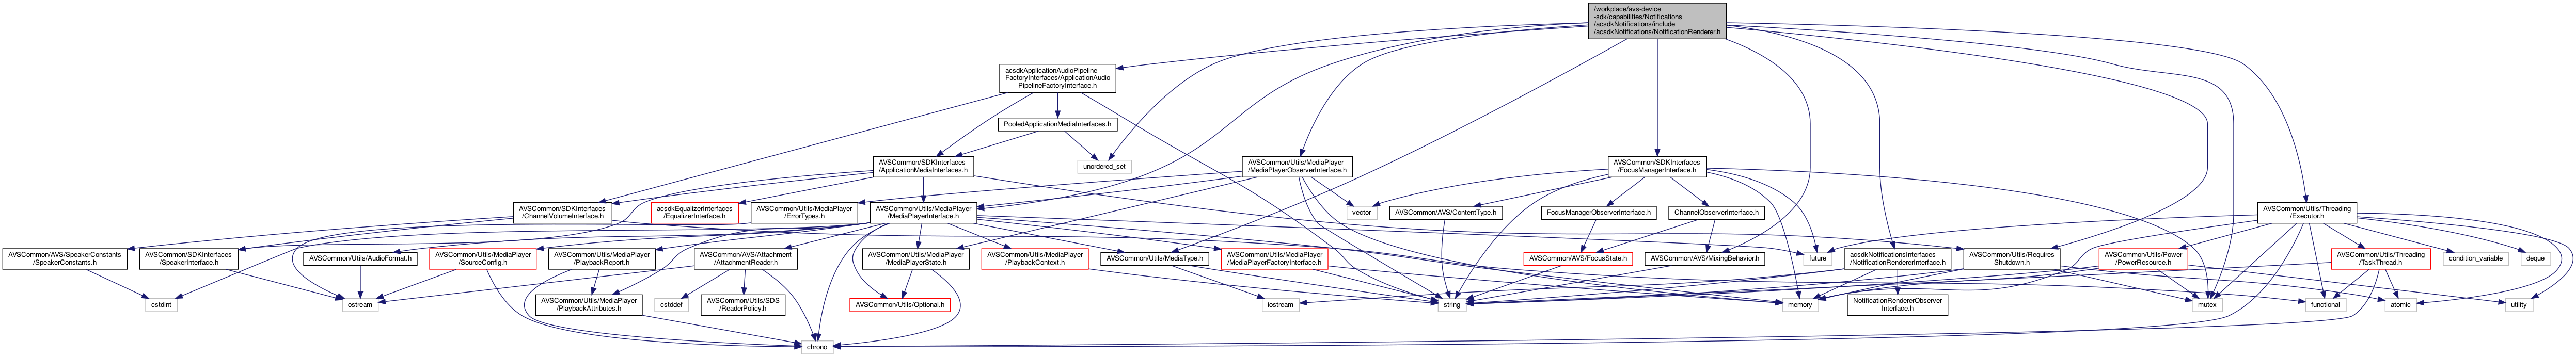 /workplace/avs-device
-sdk/capabilities/Notifications
/acsdkNotifications/include
/acsdkNotifications/NotificationRenderer.h
acsdkApplicationAudioPipeline
FactoryInterfaces/ApplicationAudio
PipelineFactoryInterface.h
PooledApplicationMediaInterfaces.h
unordered_set
AVSCommon/SDKInterfaces
/ApplicationMediaInterfaces.h
AVSCommon/Utils/MediaPlayer
/MediaPlayerObserverInterface.h
AVSCommon/SDKInterfaces
/FocusManagerInterface.h
AVSCommon/SDKInterfaces
/ChannelVolumeInterface.h
acsdkEqualizerInterfaces
/EqualizerInterface.h
AVSCommon/Utils/MediaPlayer
/ErrorTypes.h
AVSCommon/Utils/MediaPlayer
/MediaPlayerInterface.h
vector
AVSCommon/AVS/ContentType.h
FocusManagerObserverInterface.h
ChannelObserverInterface.h
AVSCommon/Utils/Threading
/Executor.h
AVSCommon/AVS/SpeakerConstants
/SpeakerConstants.h
AVSCommon/SDKInterfaces
/SpeakerInterface.h
AVSCommon/Utils/AudioFormat.h
AVSCommon/Utils/MediaPlayer
/SourceConfig.h
AVSCommon/Utils/MediaPlayer
/PlaybackReport.h
AVSCommon/AVS/Attachment
/AttachmentReader.h
AVSCommon/Utils/MediaPlayer
/MediaPlayerState.h
AVSCommon/Utils/MediaPlayer
/PlaybackContext.h
AVSCommon/Utils/MediaType.h
AVSCommon/Utils/MediaPlayer
/MediaPlayerFactoryInterface.h
AVSCommon/AVS/FocusState.h
AVSCommon/AVS/MixingBehavior.h
future
acsdkNotificationsInterfaces
/NotificationRendererInterface.h
AVSCommon/Utils/Requires
Shutdown.h
AVSCommon/Utils/Power
/PowerResource.h
AVSCommon/Utils/Threading
/TaskThread.h
condition_variable
deque
cstdint
ostream
AVSCommon/Utils/MediaPlayer
/PlaybackAttributes.h
cstddef
AVSCommon/Utils/SDS
/ReaderPolicy.h
AVSCommon/Utils/Optional.h
iostream
string
memory
NotificationRendererObserver
Interface.h
mutex
functional
atomic
utility
chrono